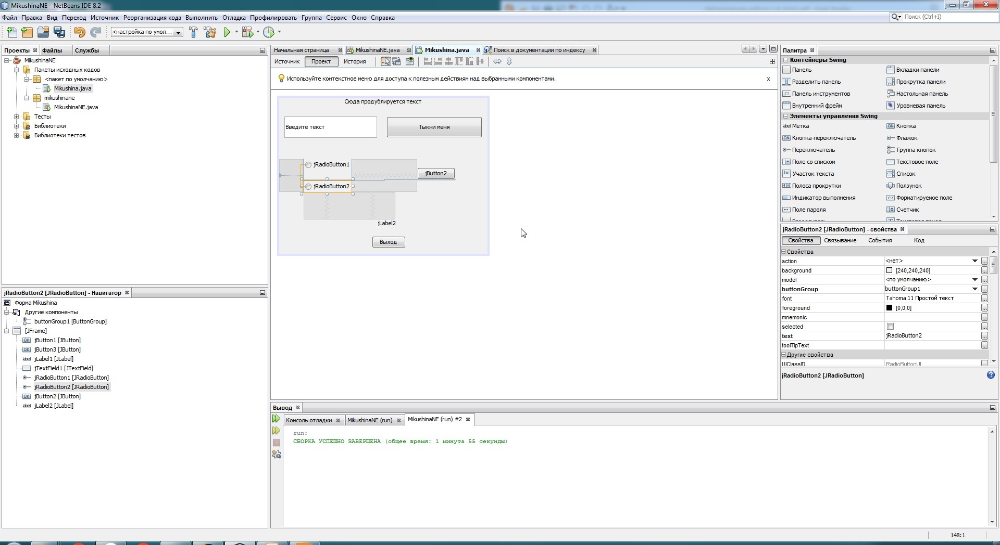 MikushinaNE - NetBeans IDE 8.2
Файл Правка Вид Переход Источник Реорганизация кода Выполнить Отладка Профилировать Группа Сервис Окно Справка
Поиск (Ctrl+I)
<настройка по умол...
Проекты Файлы Службы
MikushinaNE
Пакеты исходных кодов
<пакет по умолчанию>
Mikushina.java
mikushinane
MikushinaNE.java
Тесты
Библиотеки
Библиотеки тестов
jRadioButton2 [JRadioButton] - Навигатор
Форма Mikushina
Другие компоненты
buttonGroup1 [ButtonGroup]
[JFrame]
jButton1 [JButton]
jButton3 [JButton]
jLabel1 [JLabel]
jTextField1 [JTextField]
jRadioButton1 [JRadioButton]
jRadioButton2 [JRadioButton]
jButton2 [JButton]
jLabel2 [JLabel]
Начальная страница MikushinaNE.java Mikushina.java Поиск в документации по индексу
Источник Проект История
Используйте контекстное меню для доступа к полезным действиям над выбранными компонентами. x
Сюда продублируется текст
Введите текст Тыкни меня
jRadioButton1
jButton2
jRadioButton2
jLabel2
Выход
Вывод
Консоль отладки MikushinaNE (run) MikushinaNE (run) #2
run:
СБОРКА УСПЕШНО ЗАВЕРШЕНА (общее время: 1 минута 55 секунды)
Палитра
Контейнеры Swing
Панель Вкладки панели
Разделить панель Прокрутка панели
Панель инструментов Настольная панель
Внутренний фрейм Уровневая панель
Элементы управления Swing
label Метка OK Кнопка
ON Кнопка-переключатель Флажок
Переключатель Группа кнопок
Поле со списком Текстовое поле
Участок текста Список
Полоса прокрутки Ползунок
Индикатор выполнения Форматируемое поле
Поле пароля Счетчик
jRadioButton2 [JRadioButton] - свойства
Свойства Связывание События Код
Свойства
action <нет>
background [240,240,240]
model <по умолчанию>
buttonGroup buttonGroup1
font Tahoma 11 Простой текст
foreground [0,0,0]
mnemonic
selected
text jRadioButton2
toolTipText
Другие свойства
UIClassID RadioButtonUI
jRadioButton2 [JRadioButton]
148:1